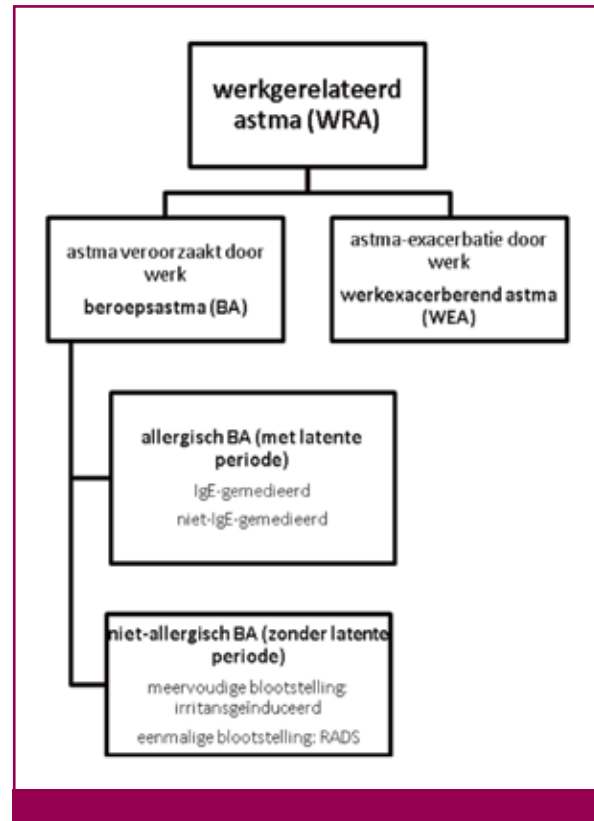 werkgerelateerd
astma (WRA)
astma veroorzaakt door
werk
beroepsastma (BA)
astma-exacerbatie door
werk
werkexacerberend astma
(WEA)
allergisch BA (met latente
periode)
IgE-gemedieerd
niet-IgE-gemedieerd
niet-allergisch BA (zonder latente
periode)
meervoudige blootstelling:
irritansgeïnduceerd
eenmalige blootstelling: RADS